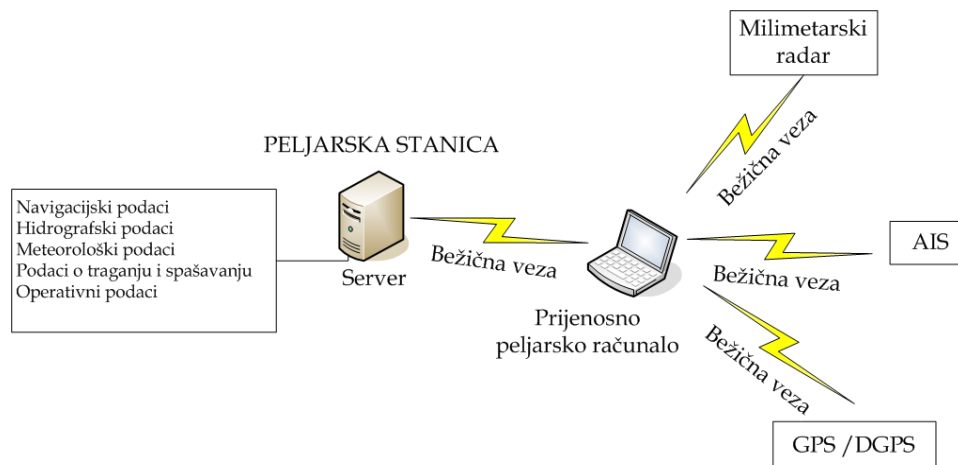 Milimetarski
radar
Bežična veza
PELJARSKA STANICA
Navigacijski podaci
Hidrografski podaci
Meteorološki podaci
Podaci o traganju i spašavanju
Operativni podaci
Server
Bežična veza
Prijenosno
peljarsko računalo
AIS
Bežična veza
Bežična veza
GPS /DGPS